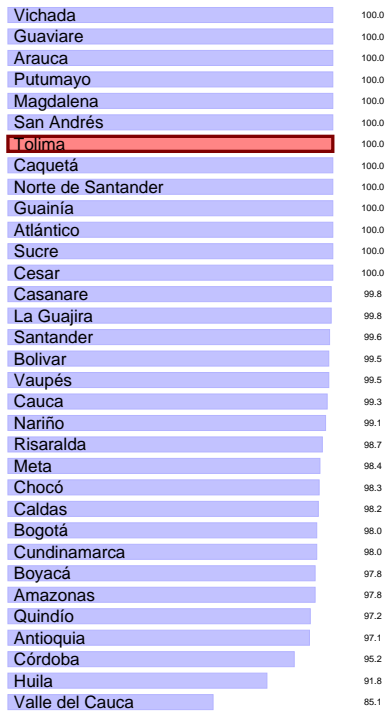 Vichada 100.0
Guaviare 100.0
Arauca 100.0
Putumayo 100.0
Magdalena 100.0
San Andrés 100.0
Tolima 100.0
Caquetá 100.0
Norte de Santander 100.0
Guainía 100.0
Atlántico 100.0
Sucre 100.0
Cesar 100.0
Casanare 99.8
La Guajira 99.8
Santander 99.6
Bolivar 99.5
Vaupés 99.5
Cauca 99.3
Nariño 99.1
Risaralda 98.7
Meta 98.4
Chocó 98.3
Caldas 98.2
Bogotá 98.0
Cundinamarca 98.0
Boyacá 97.8
Amazonas 97.8
Quindío 97.2
Antioquia 97.1
Córdoba 95.2
Huila 91.8
Valle del Cauca 85.1